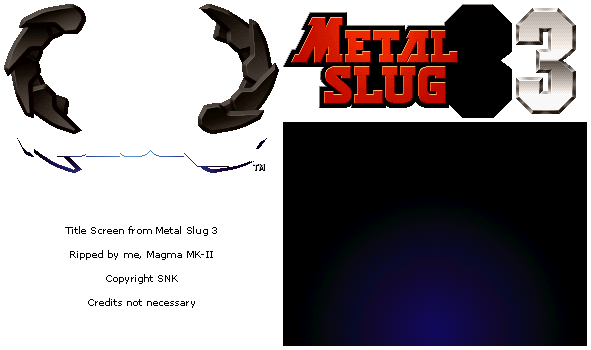 METAL
SLUG
3
TM
Title Screen from Metal Slug 3
Ripped by me, Magma MK-II
Copyright SNK
Credits not necessary